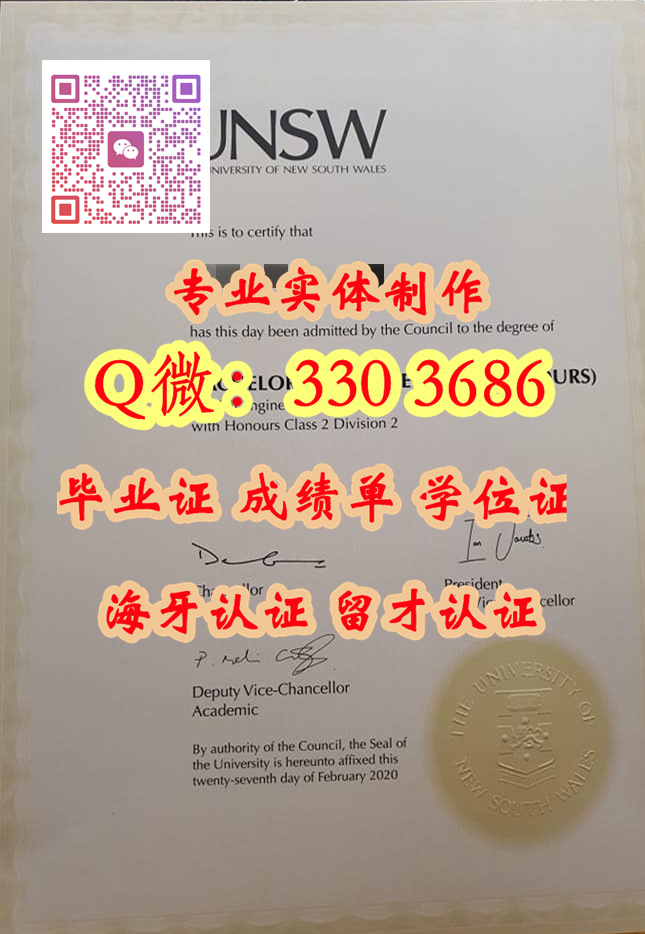 UNSW
UNIVERSITY OF NEW SOUTH WALES
This is to certify that
专业实体制作
has this day been admitted by the Council to the degree of
Q微：330 3686
with Honours Class 2 Division 2
毕业证 成绩单 学位证
Ian Jacobs
President
海牙认证 留才认证
Deputy Vice-Chancellor
Academic
By authority of the Council, the Seal of
the University is hereunto affixed this
twenty-seventh day of February 2020
THE UNIVERSITY OF
NEW SOUTH WALES